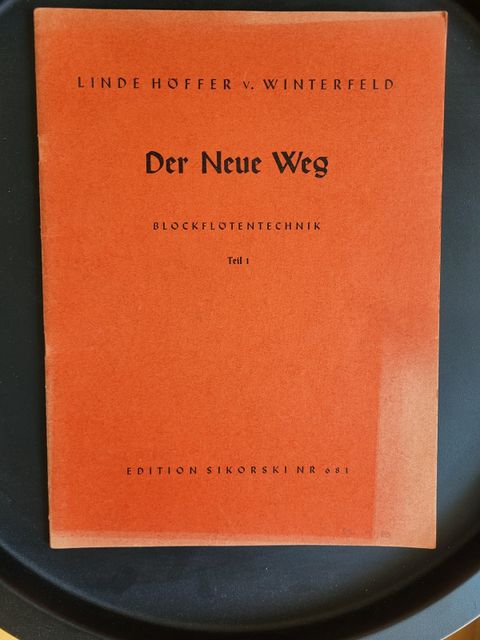 LINDE HÖFFER v. WINTERFELD
Der Neue Weg
BLOCKFLÖTENTECHNIK
Teil 1
EDITION SIKORSKI NR 681